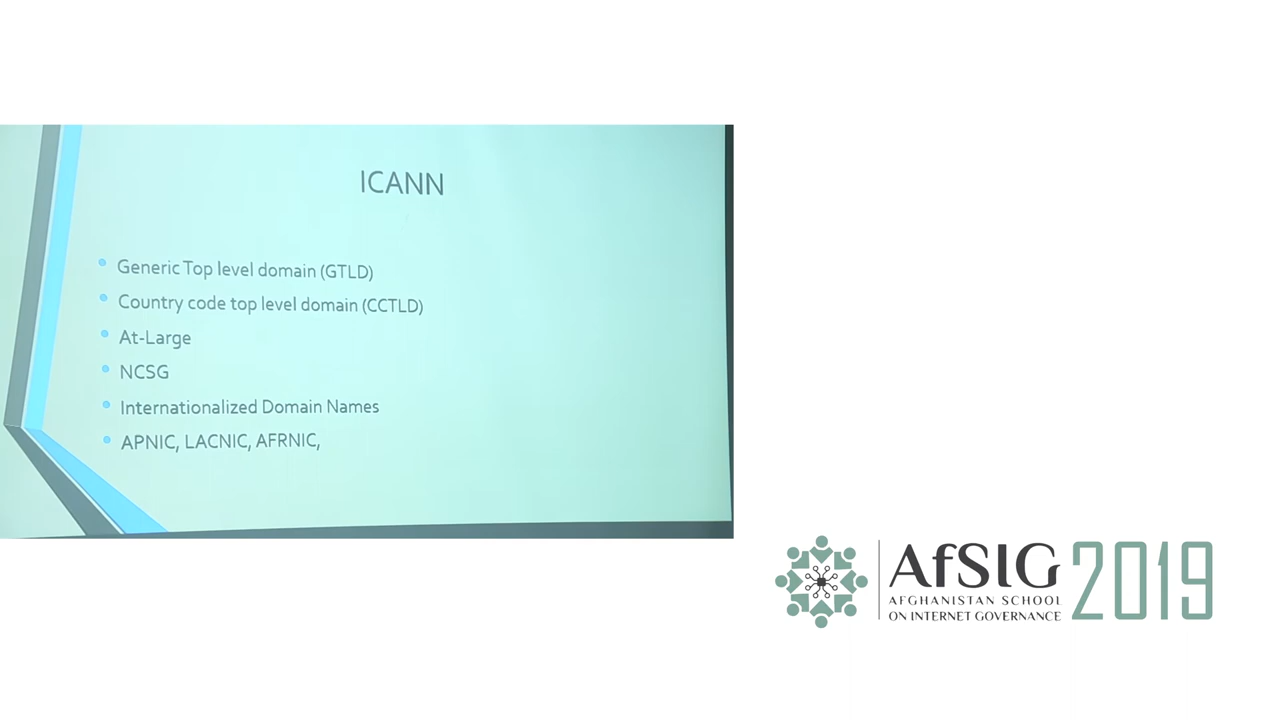 ICANN
Generic Top level domain (GTLD)
Country code top level domain (CCTLD)
At-Large
NCSG
Internationalized Domain Names
APNIC, LACNIC, AFRNIC,
AfSIG 2019
AFGHANISTAN SCHOOL
ON INTERNET GOVERNANCE